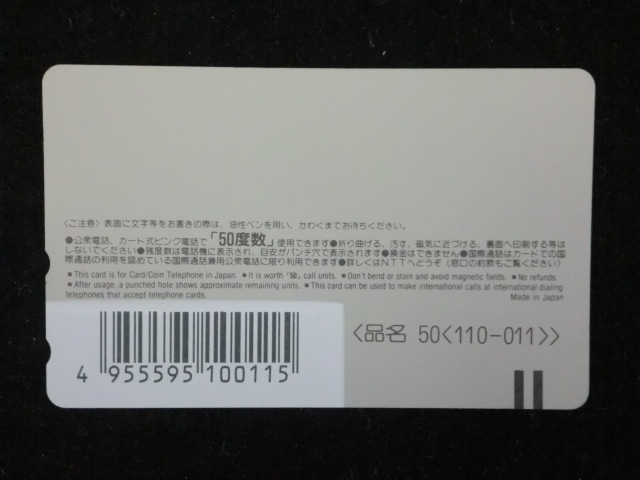 〈ご注意〉表面に文字等をお書きの際は、油性ペンを用い、かわくまでお待ちください。
●公衆電話、カード式ピンク電話で「50度数」使用できます●折り曲げる、汚す、磁気に近づける、裏面へ印刷する等は
しないでください●残度数は電話機に表示され、目安がパンチ穴で表示されます●換金はできません●国際通話はカードでの国
際通話の利用を認めている国際通話兼用公衆電話に限り利用できます●詳しくはNTTへどうぞ（窓口の約款もご覧ください）
■This card is for Card/Coin Telephone in Japan ■It is worth「50」call units ■Don't bend or stain and avoid magnetic fields ■No refunds
■After usage, a punched hole shows approximate remaining units ■This card can be used to make international calls at international dialing
telephones that accept telephone cards.
Made in Japan
〈品名 50〈110-011〉〉
4 955595 100115